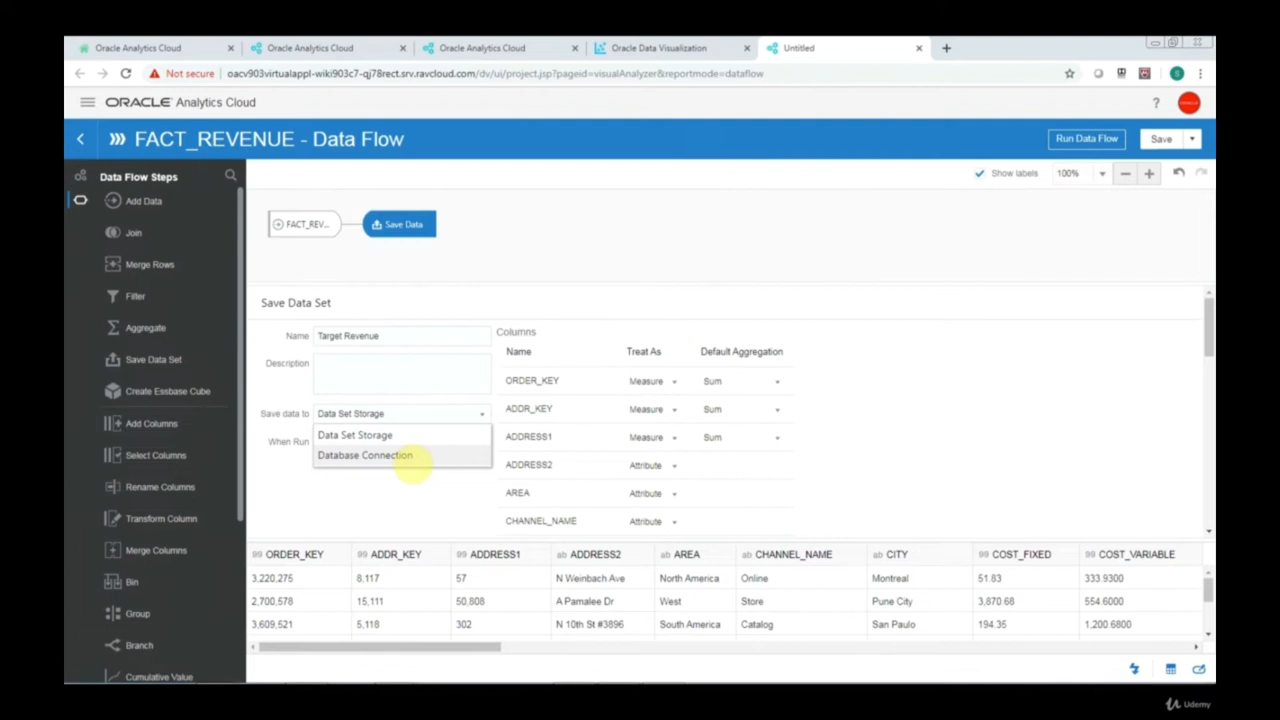 Oracle Analytics Cloud
Oracle Analytics Cloud
Oracle Analytics Cloud
Oracle Data Visualization
Untitled
Not secure
oacv903virtualappl-wiki903c7-qj78rect.srv.ravcloud.com/dv/ui/project.jsp?pageid=visualAnalyzer&reportmode=dataflow
ORACLE Analytics Cloud
?
FACT_REVENUE - Data Flow
Run Data Flow
Save
Data Flow Steps
Show labels
100%
Add Data
Join
Merge Rows
Filter
Aggregate
Save Data Set
Create Essbase Cube
Add Columns
Select Columns
Rename Columns
Transform Column
Merge Columns
Bin
Group
Branch
Cumulative Value
FACT_REV...
Save Data
Save Data Set
Name
Target Revenue
Description
Save data to
Data Set Storage
When Run
Data Set Storage
Database Connection
Columns
Name
Treat As
Default Aggregation
ORDER_KEY
Measure
Sum
ADDR_KEY
Measure
Sum
ADDRESS1
Measure
Sum
ADDRESS2
Attribute
AREA
Attribute
CHANNEL_NAME
Attribute
99 ORDER_KEY
99 ADDR_KEY
99 ADDRESS1
ab ADDRESS2
ab AREA
ab CHANNEL_NAME
ab CITY
99 COST_FIXED
99 COST_VARIABLE
3,220,275
8,117
57
N Weinbach Ave
North America
Online
Montreal
51.83
333.9300
2,700,578
15,111
50,808
A Pamalee Dr
West
Store
Pune City
3,870.68
554.6000
3,609,521
5,118
302
N 10th St #3896
South America
Catalog
San Paulo
194.35
1,200.6800
Udemy